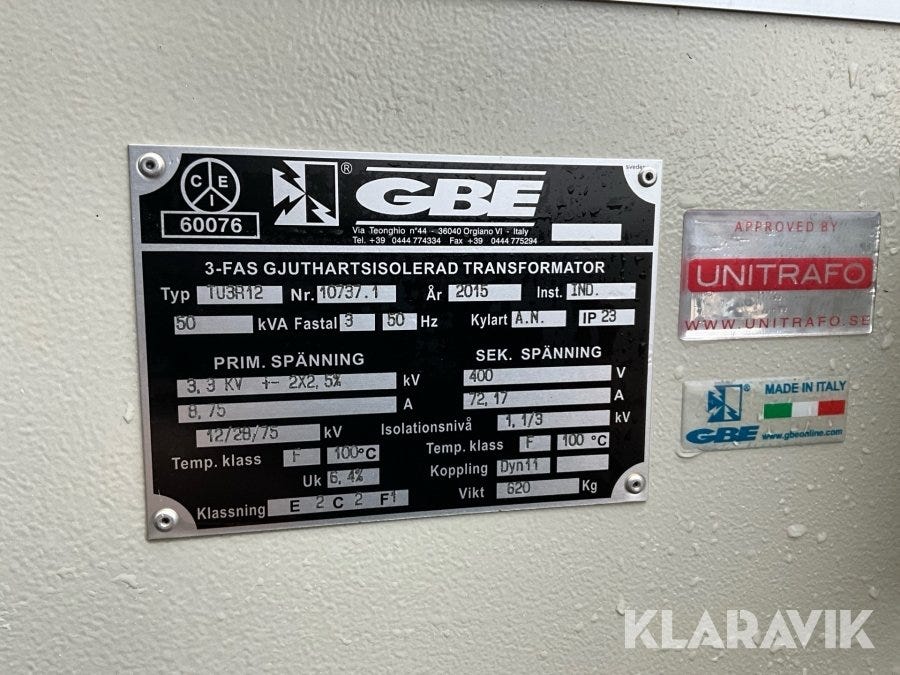 sweden
C E I
60076
® GBE
Via Teonghio n°44 - 36040 Orgiano VI - Italy
Tel. +39 0444 774334 Fax +39 0444 775294
3-FAS GJUTHARTSISOLERAD TRANSFORMATOR
Typ TU3R12 Nr. 10737.1 År 2015 Inst. IND.
50 kVA Fastal 3 50 Hz Kylart A.N. IP 23
PRIM. SPÄNNING SEK. SPÄNNING
3,3 KV +- 2X2,5% kV 400 V
8,75 A 72,17 A
12/28/75 kV Isolationsnivå 1,1/3 kV
Temp. klass F 100°C Temp. klass F 100 °C
Uk 6,4% Koppling Dyn11
Klassning E 2 C 2 F1 Vikt 620 Kg
APPROVED BY
UNITRAFO
WWW.UNITRAFO.SE
MADE IN ITALY
GBE www.gbeonline.com
KLARAVIK